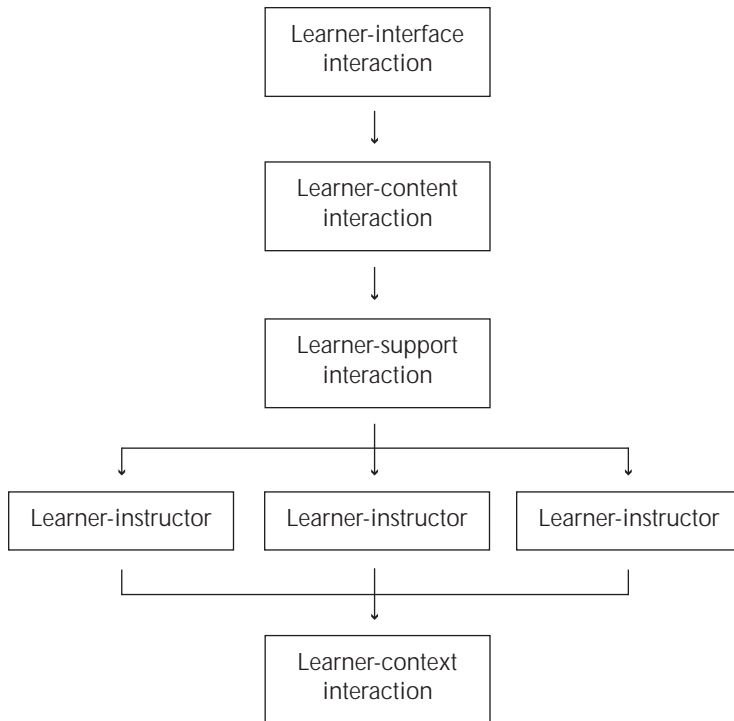 Learner-interface
interaction
Learner-content
interaction
Learner-support
interaction
Learner-instructor
Learner-instructor
Learner-instructor
Learner-context
interaction